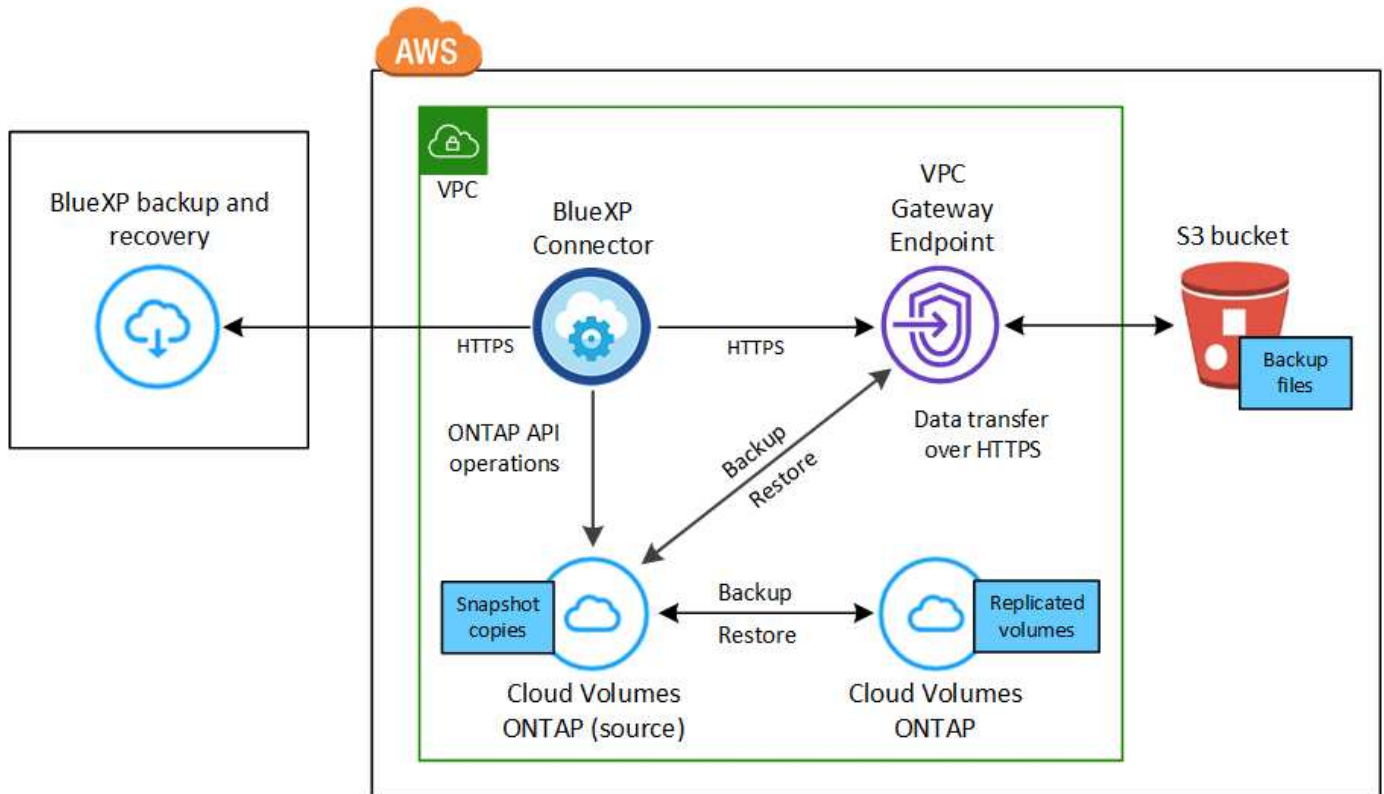 AWS
VPC
BlueXP backup and
recovery
BlueXP
Connector
VPC
Gateway
Endpoint
S3 bucket
Backup
files
HTTPS
HTTPS
ONTAP API
operations
Backup
Restore
Data transfer
over HTTPS
Snapshot
copies
Backup
Restore
Replicated
volumes
Cloud Volumes
ONTAP (source)
Cloud Volumes
ONTAP